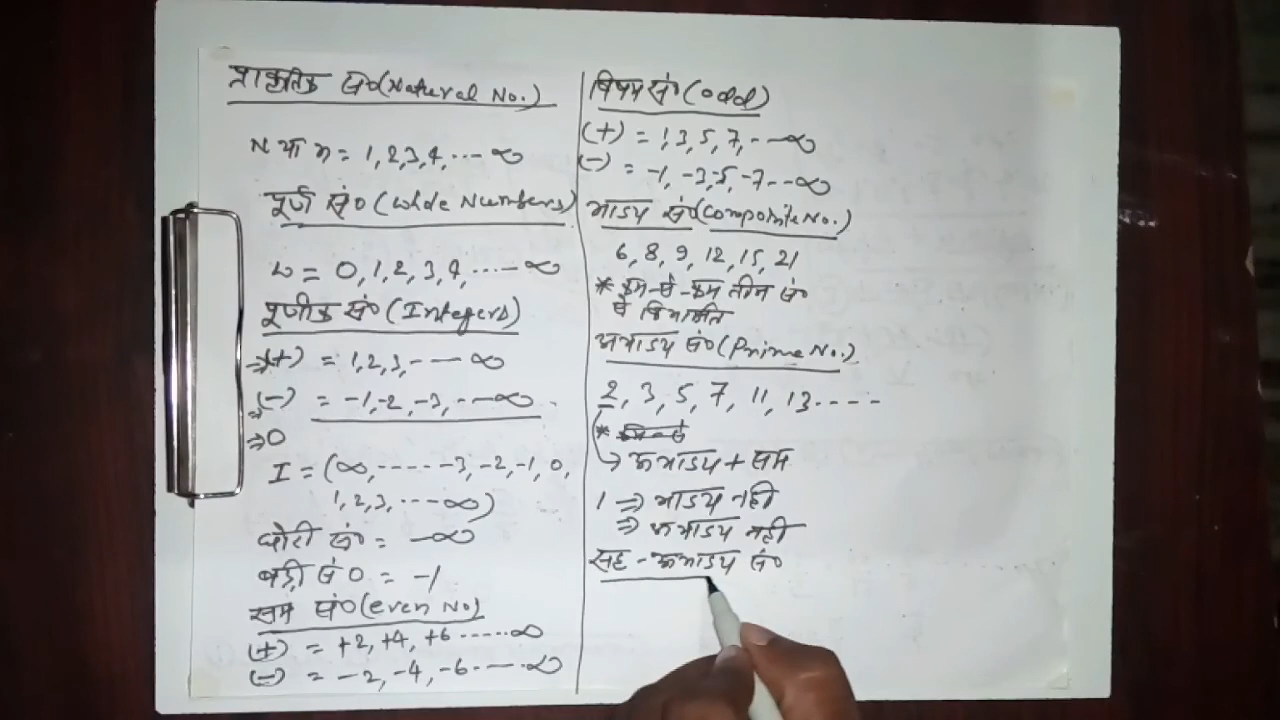 प्राकृतिक सं०(Natural No.)
N या n = 1, 2, 3, 4, ... ∞
पूर्ण सं० (Whole Numbers)
W = 0, 1, 2, 3, 4, ... ∞
पूर्णांक सं० (Integers)
⇒(+) = 1, 2, 3, ... ∞
⇒(-) = -1, -2, -3, ... ∞
⇒0
I = (∞, ...... -3, -2, -1, 0,
1, 2, 3, ... ∞)
छोटी सं० = -∞
बड़ी सं० = -1
सम सं० (even No)
(+) = +2, +4, +6 ..... ∞
(-) = -2, -4, -6 ... ∞
विषम सं० (odd)
(+) = 1, 3, 5, 7, ... ∞
(-) = -1, -3, -5, -7 ... ∞
भाज्य सं० (Composite No.)
6, 8, 9, 12, 15, 21
* कम-से-कम तीन सं०
से विभाजित
अभाज्य सं० (Prime No.)
2, 3, 5, 7, 11, 13 ....
*
→ अभाज्य + सम
1 ⇒ भाज्य नहीं
⇒ अभाज्य नहीं
सह - अभाज्य सं०